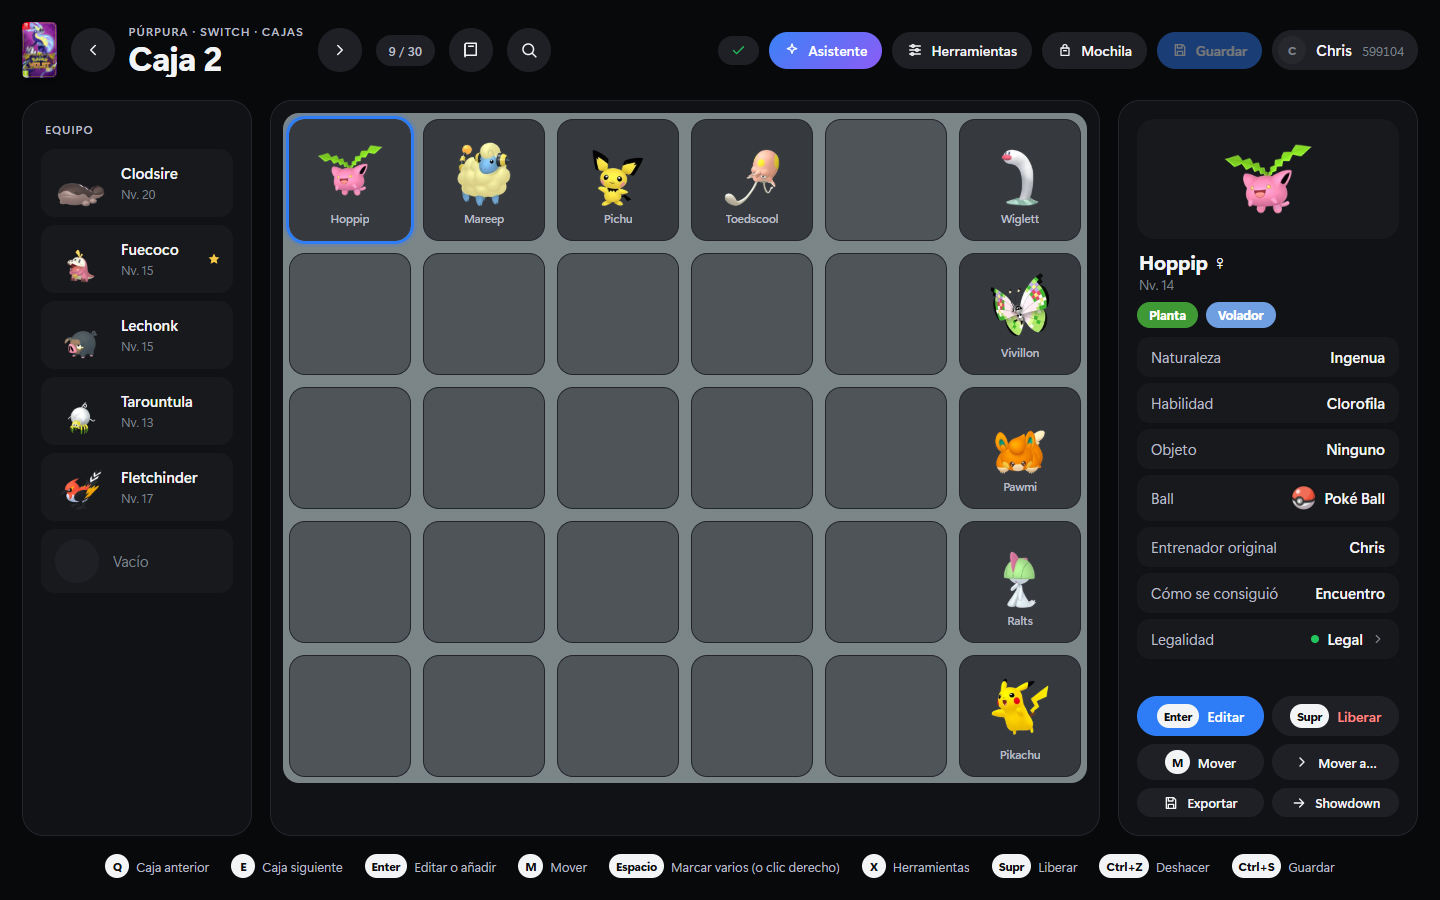 PÚRPURA · SWITCH · CAJAS
Caja 2
9 / 30
Asistente
Herramientas
Mochila
Guardar
C
Chris
599104
EQUIPO
Clodsire
Nv. 20
Fuecoco
Nv. 15
Lechonk
Nv. 15
Tarountula
Nv. 13
Fletchinder
Nv. 17
Vacío
Hoppip
Mareep
Pichu
Toedscool
Wiglett
Vivillon
Pawmi
Ralts
Pikachu
Hoppip ♀
Nv. 14
Planta
Volador
Naturaleza
Ingenua
Habilidad
Clorofila
Objeto
Ninguno
Ball
Poké Ball
Entrenador original
Chris
Cómo se consiguió
Encuentro
Legalidad
Legal
Enter Editar
Supr Liberar
M Mover
Mover a...
Exportar
Showdown
Q Caja anterior
E Caja siguiente
Enter Editar o añadir
M Mover
Espacio Marcar varios (o clic derecho)
X Herramientas
Supr Liberar
Ctrl+Z Deshacer
Ctrl+S Guardar